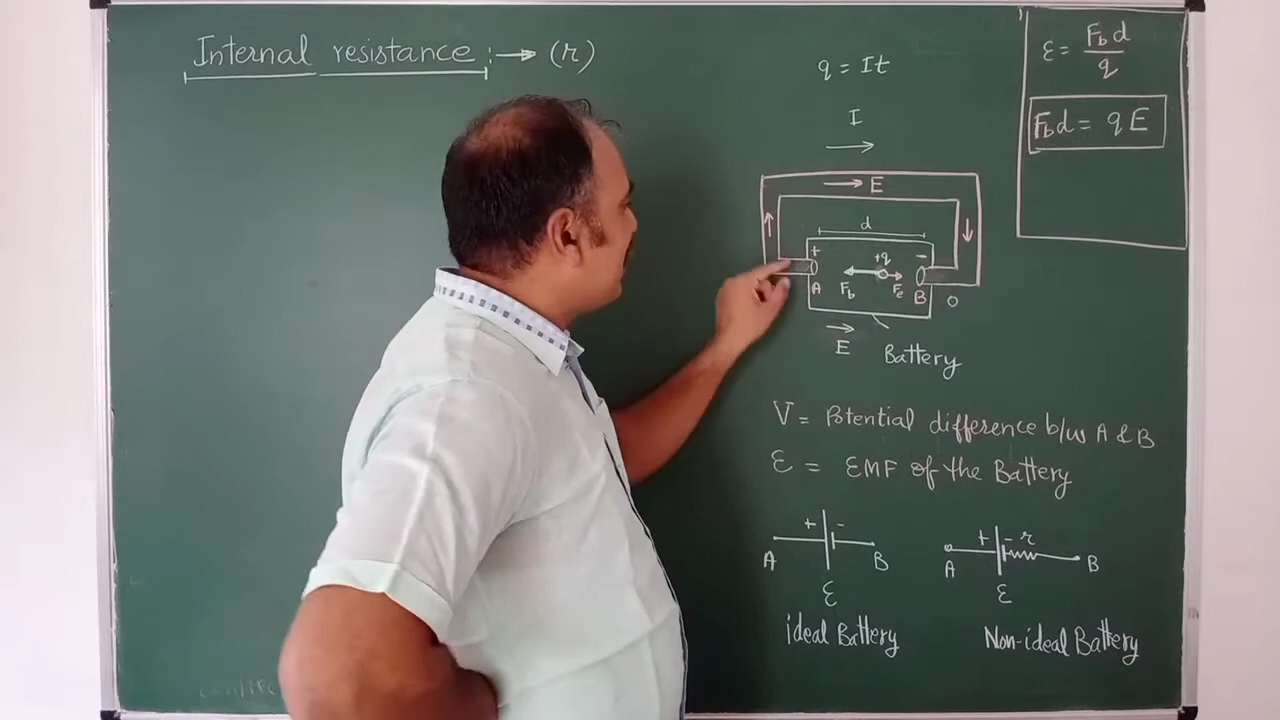 Internal resistance :→ (r)
q = It
I
→
→ E
d
+
+q
-
A
F_b
F_e
B
0
→
E
Battery
ε = F_b d / q
F_b d = q E
V = Potential difference b/w A & B
ε = EMF of the Battery
+ -
A B
ε
ideal Battery
+ - r
A B
ε
Non-ideal Battery